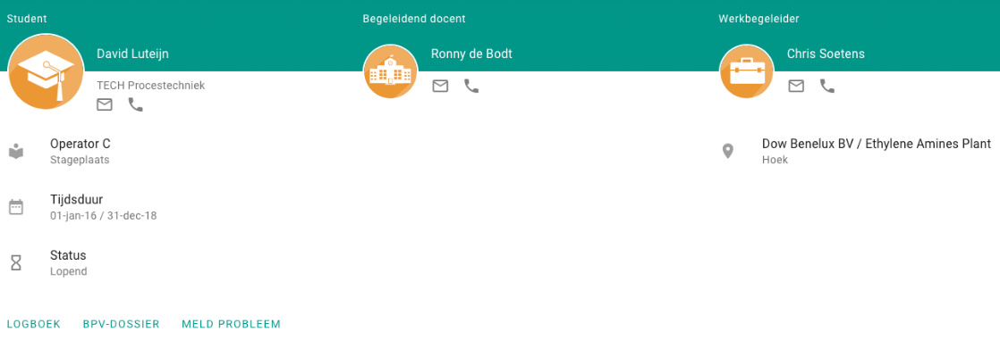 Student
David Luteijn
TECH Procestechniek
Begeleidend docent
Ronny de Bodt
Werkbegeleider
Chris Soetens
Operator C
Stageplaats
Dow Benelux BV / Ethylene Amines Plant
Hoek
Tijdsduur
01-jan-16 / 31-dec-18
Status
Lopend
LOGBOEK BPV-DOSSIER MELD PROBLEEM